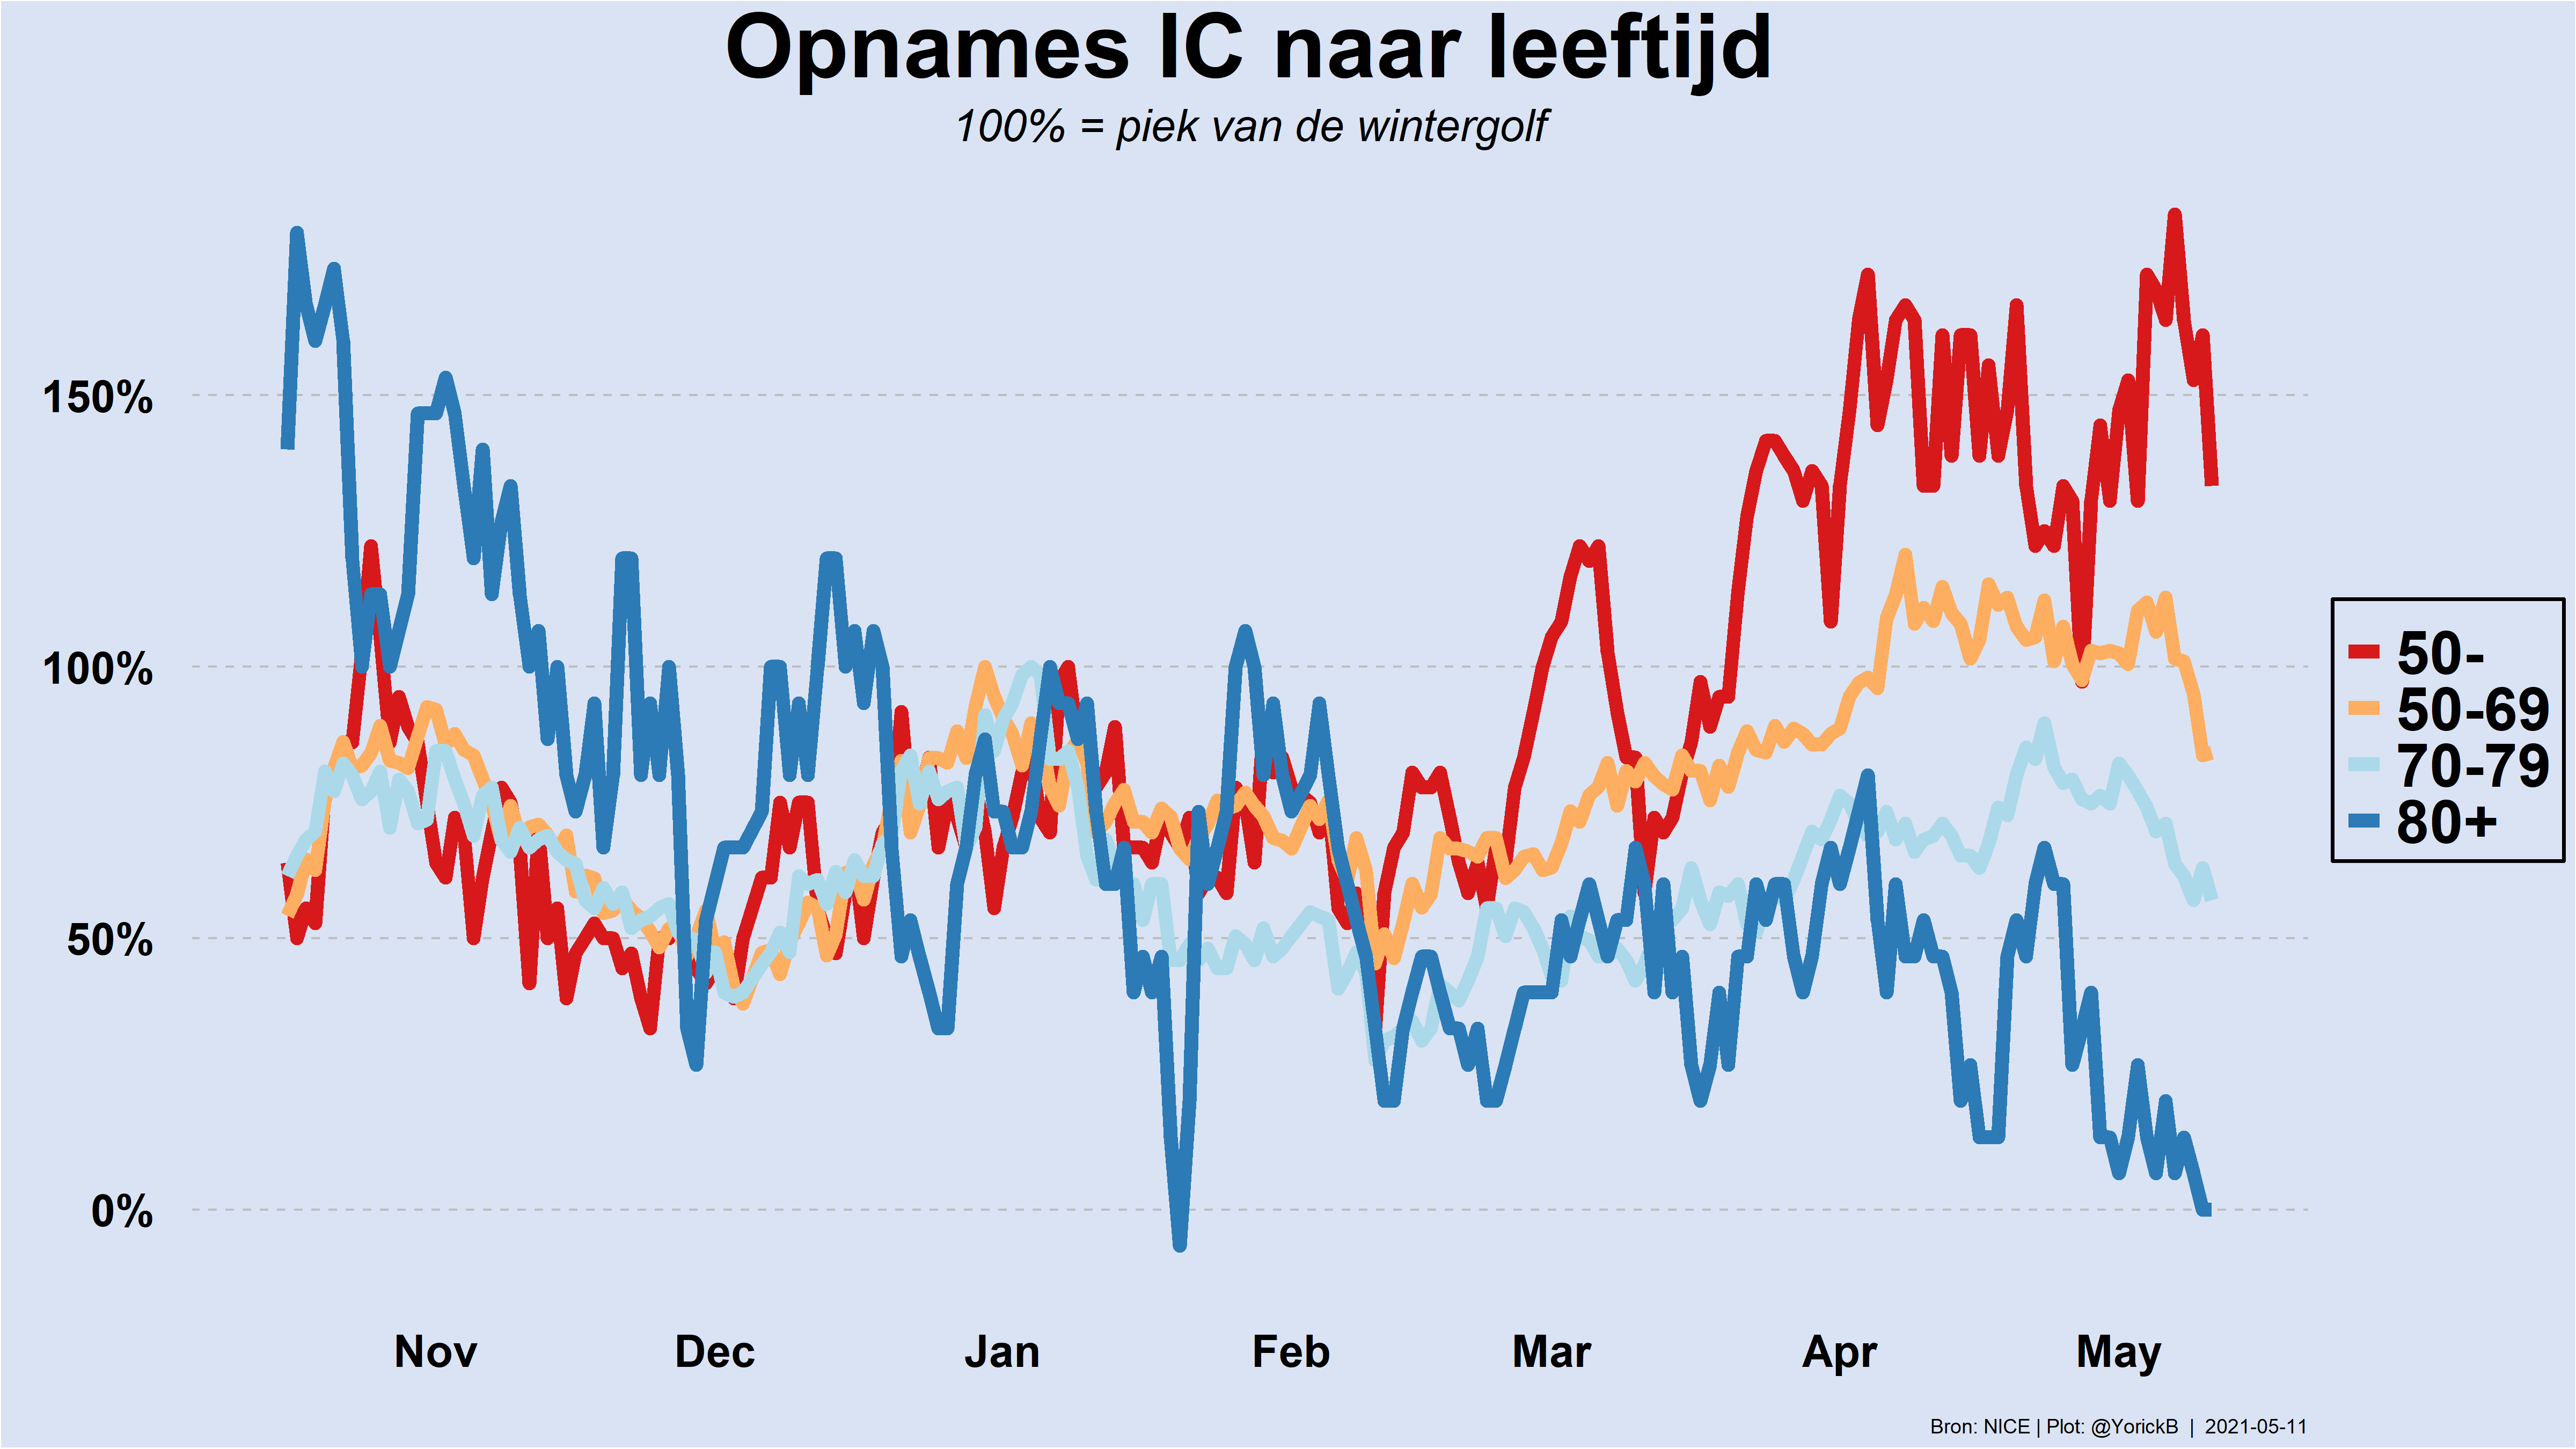 Opnames IC naar leeftijd
100% = piek van de wintergolf
150%
100%
50%
0%
50-
50-69
70-79
80+
Nov Dec Jan Feb Mar Apr May
Bron: NICE | Plot: @YorickB | 2021-05-11